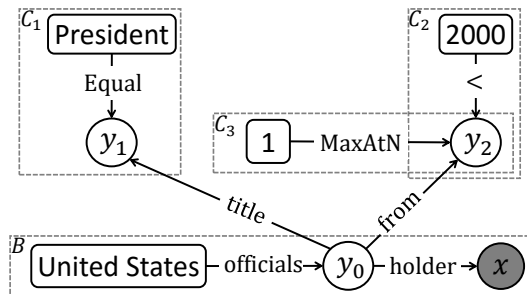 C₁ President C₂ 2000
Equal <
C₃ 1 MaxAtN y₂
y₁
title from
B United States officials y₀ holder x